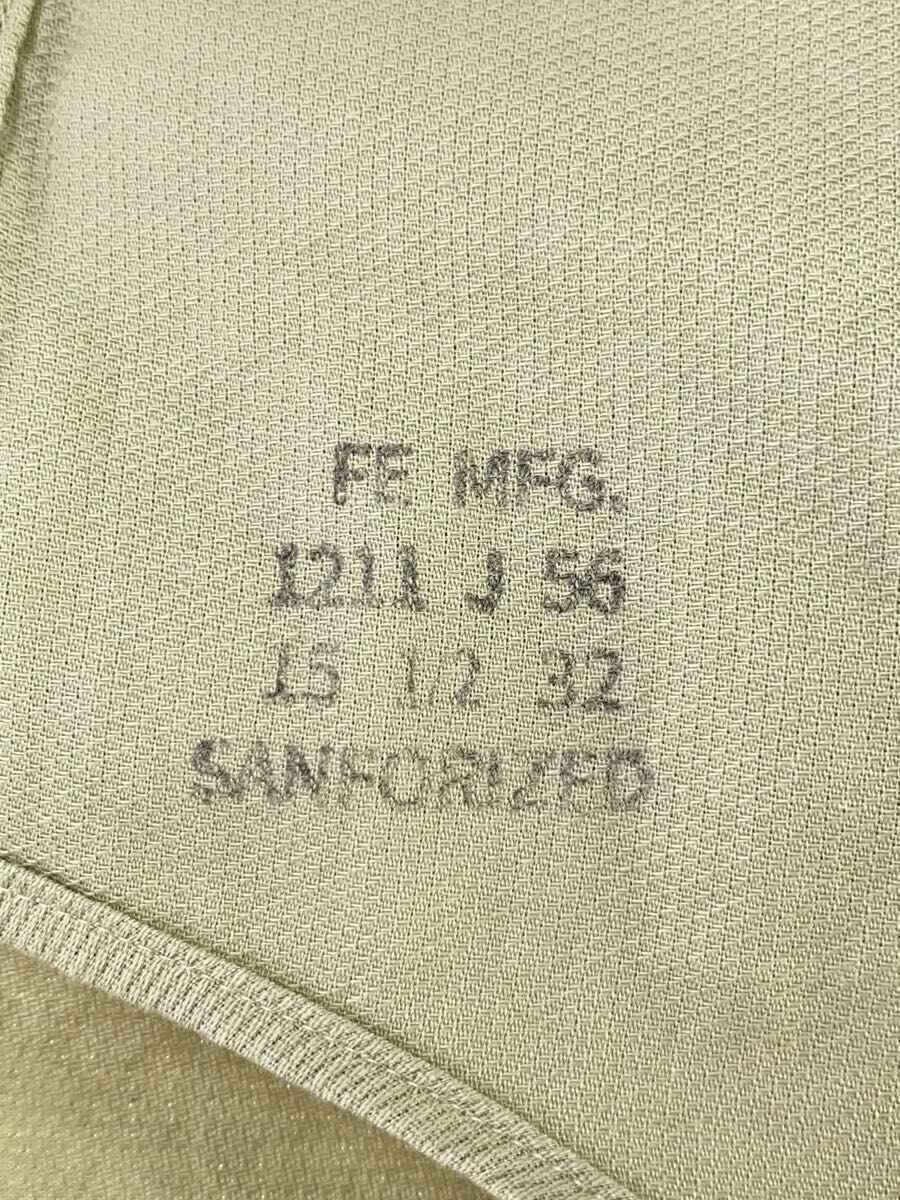 FE MFG.
1211 J 56
15 1/2 32
SANFORIZED